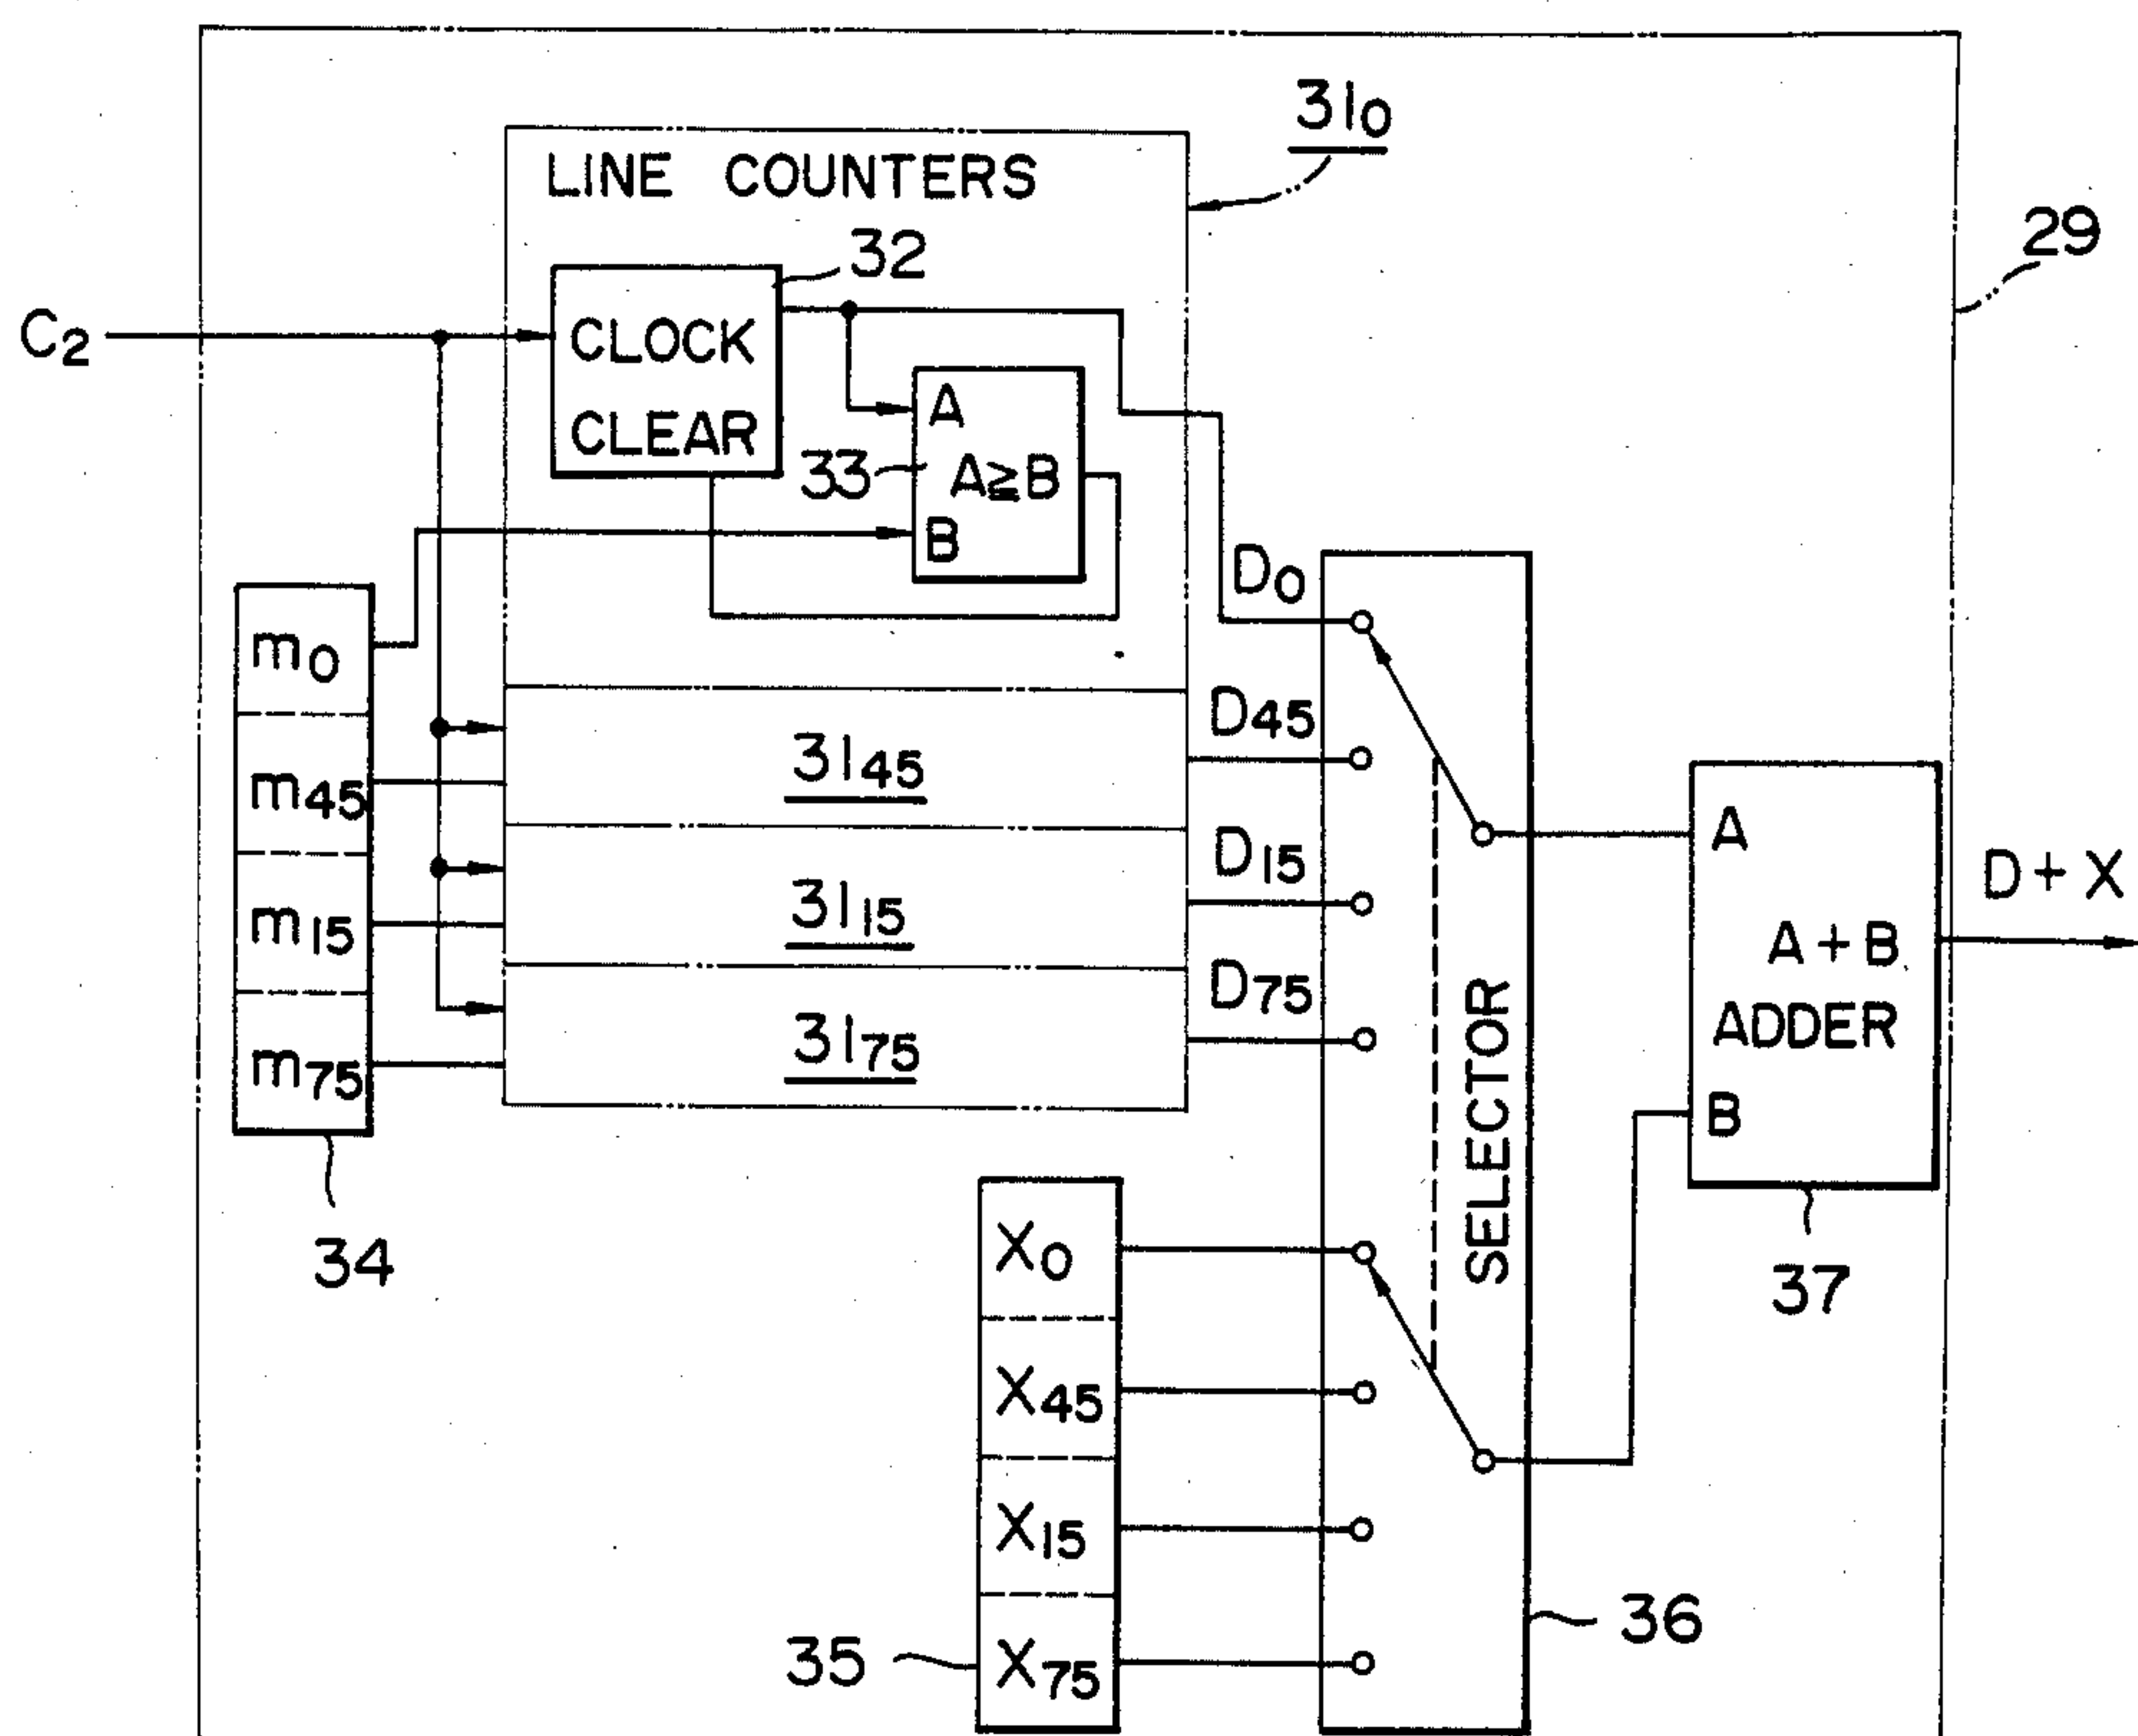 31₀
LINE COUNTERS
32
29
C₂
CLOCK
CLEAR
A
33
A≧B
B
D₀
m₀
D₄₅
m₄₅
31₄₅
A
D₁₅
D+X
m₁₅
31₁₅
A+B
D₇₅
SELECTOR
ADDER
m₇₅
31₇₅
B
34
X₀
37
X₄₅
X₁₅
36
35
X₇₅